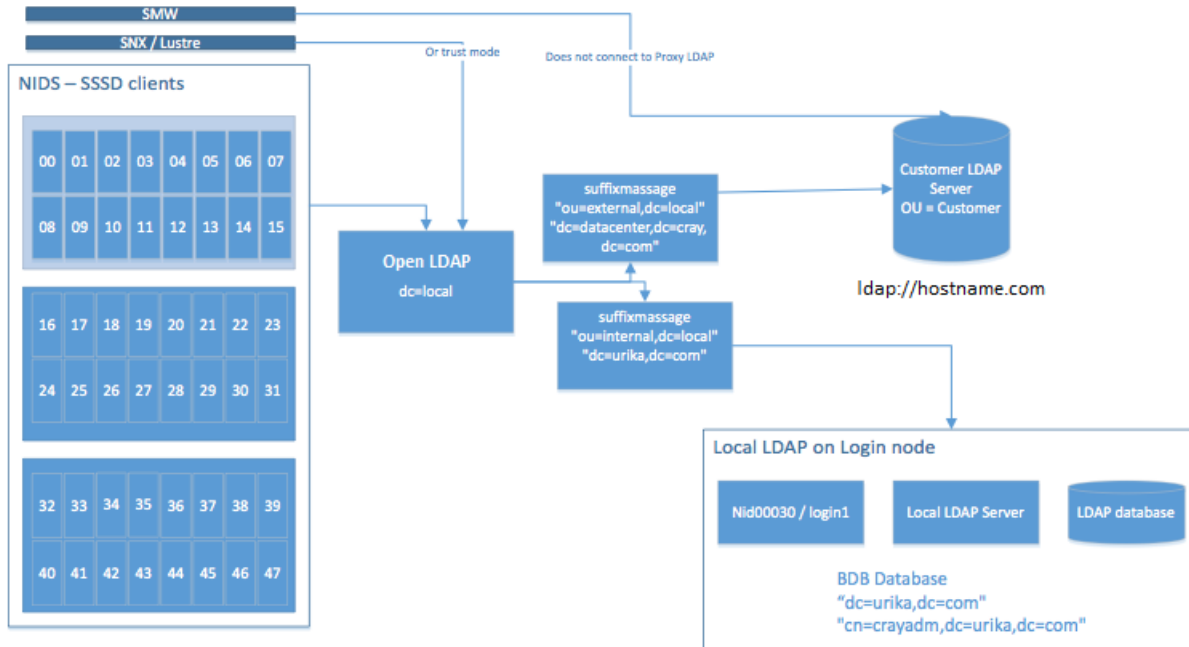 SMW
SNX / Lustre
Or trust mode
Does not connect to Proxy LDAP
NIDS – SSSD clients
00 01 02 03 04 05 06 07
08 09 10 11 12 13 14 15
16 17 18 19 20 21 22 23
24 25 26 27 28 29 30 31
32 33 34 35 36 37 38 39
40 41 42 43 44 45 46 47
Open LDAP
dc=local
suffixmassage
"ou=external,dc=local"
"dc=datacenter,dc=cray,
dc=com"
suffixmassage
"ou=internal,dc=local"
"dc=urika,dc=com"
Customer LDAP
Server
OU = Customer
ldap://hostname.com
Local LDAP on Login node
Nid00030 / login1
Local LDAP Server
LDAP database
BDB Database
“dc=urika,dc=com"
"cn=crayadm,dc=urika,dc=com"